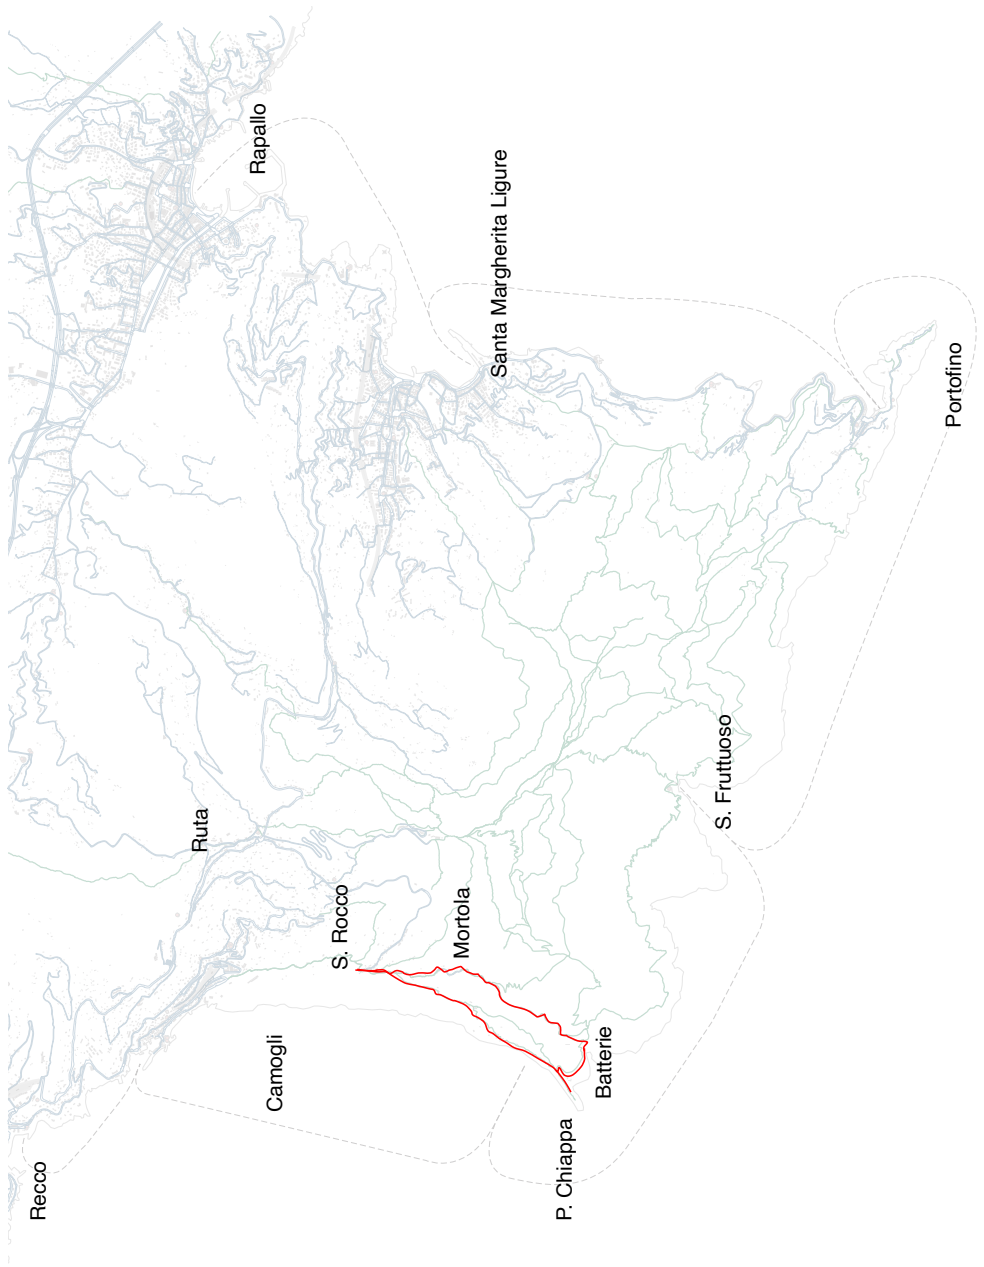 Recco
Camogli
Ruta
S. Rocco
Mortola
P. Chiappa
Batterie
S. Fruttuoso
Rapallo
Santa Margherita Ligure
Portofino